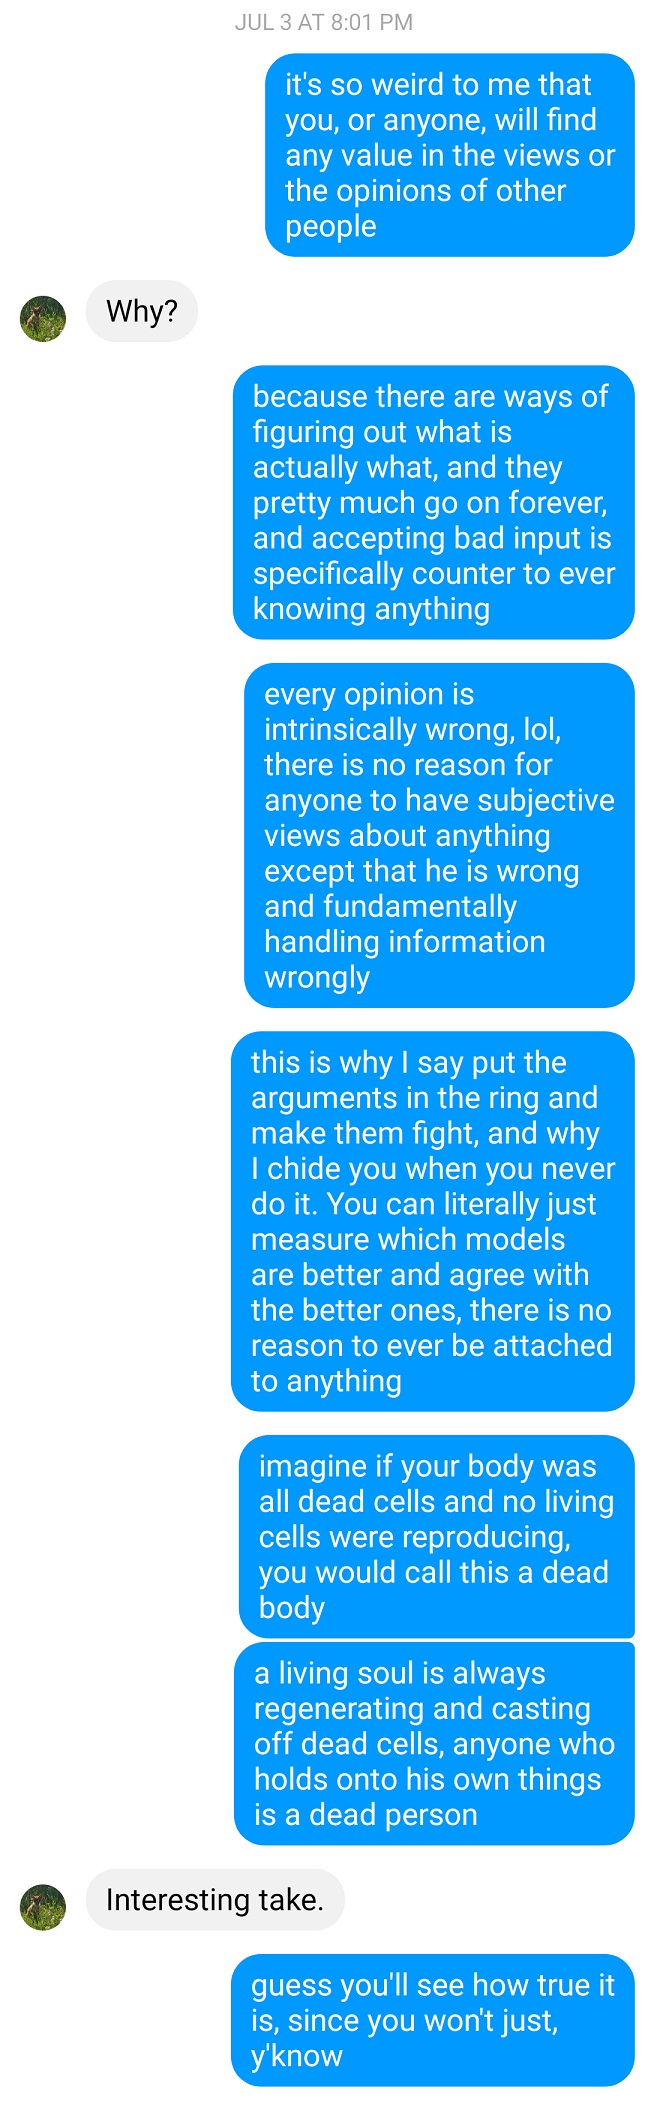 JUL 3 AT 8:01 PM
it's so weird to me that
you, or anyone, will find
any value in the views or
the opinions of other
people
Why?
because there are ways of
figuring out what is
actually what, and they
pretty much go on forever,
and accepting bad input is
specifically counter to ever
knowing anything
every opinion is
intrinsically wrong, lol,
there is no reason for
anyone to have subjective
views about anything
except that he is wrong
and fundamentally
handling information
wrongly
this is why I say put the
arguments in the ring and
make them fight, and why
I chide you when you never
do it. You can literally just
measure which models
are better and agree with
the better ones, there is no
reason to ever be attached
to anything
imagine if your body was
all dead cells and no living
cells were reproducing,
you would call this a dead
body
a living soul is always
regenerating and casting
off dead cells, anyone who
holds onto his own things
is a dead person
Interesting take.
guess you'll see how true it
is, since you won't just,
y'know